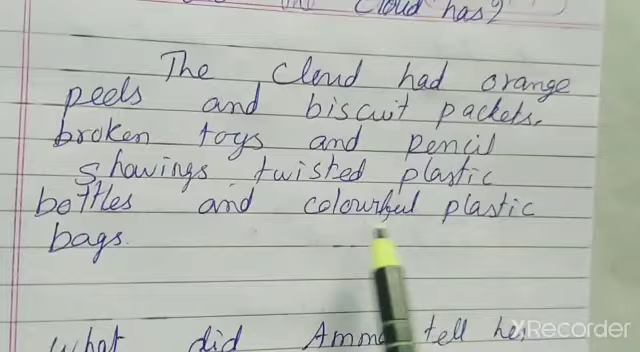 Cloud has?
The Cloud had orange
peels and biscuit packets,
broken toys and pencil
showings twisted plastic
bottles and colourful plastic
bags.
What did Amma tell her
XRecorder